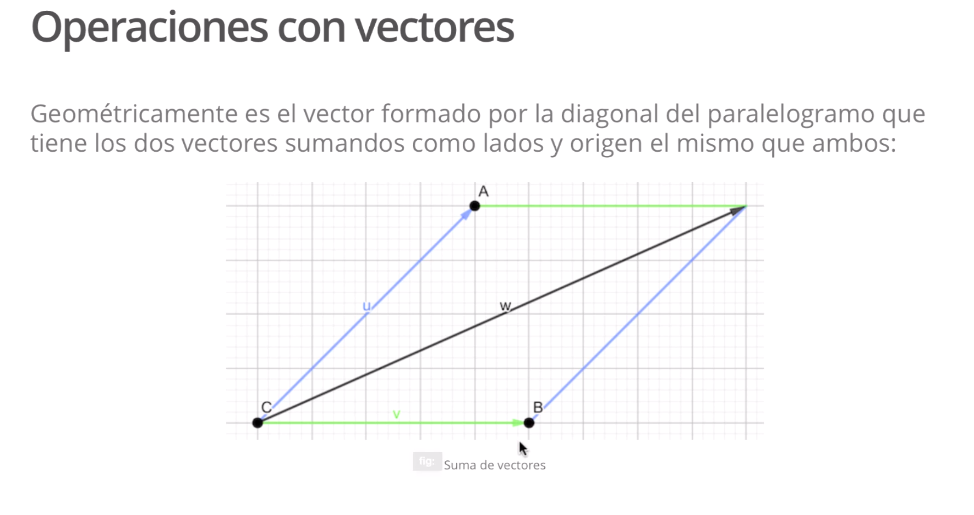 Operaciones con vectores
Geométricamente es el vector formado por la diagonal del paralelogramo que
tiene los dos vectores sumandos como lados y origen el mismo que ambos:
A
u
w
C
v
B
fig: Suma de vectores